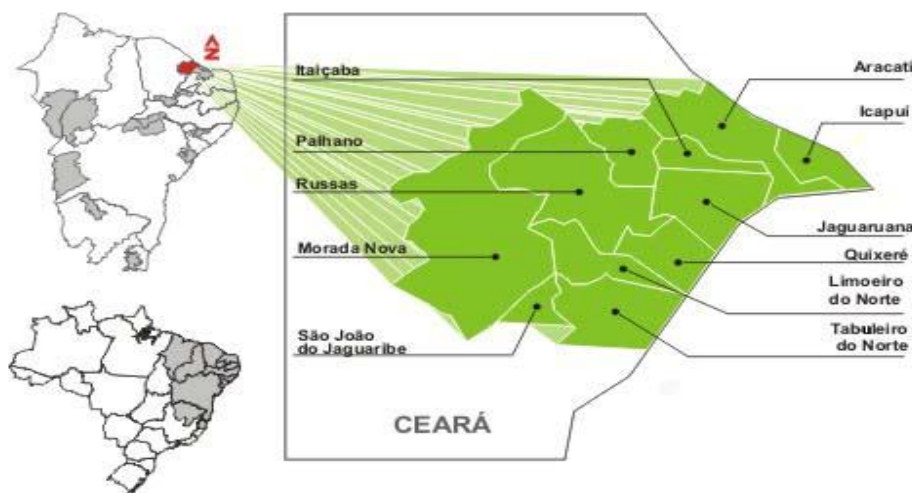 N
Itaiçaba
Aracati
Icapui
Palhano
Russas
Jaguaruana
Morada Nova
Quixeré
Limoeiro
do Norte
São João
do Jaguaribe
Tabuleiro
do Norte
CEARÁ